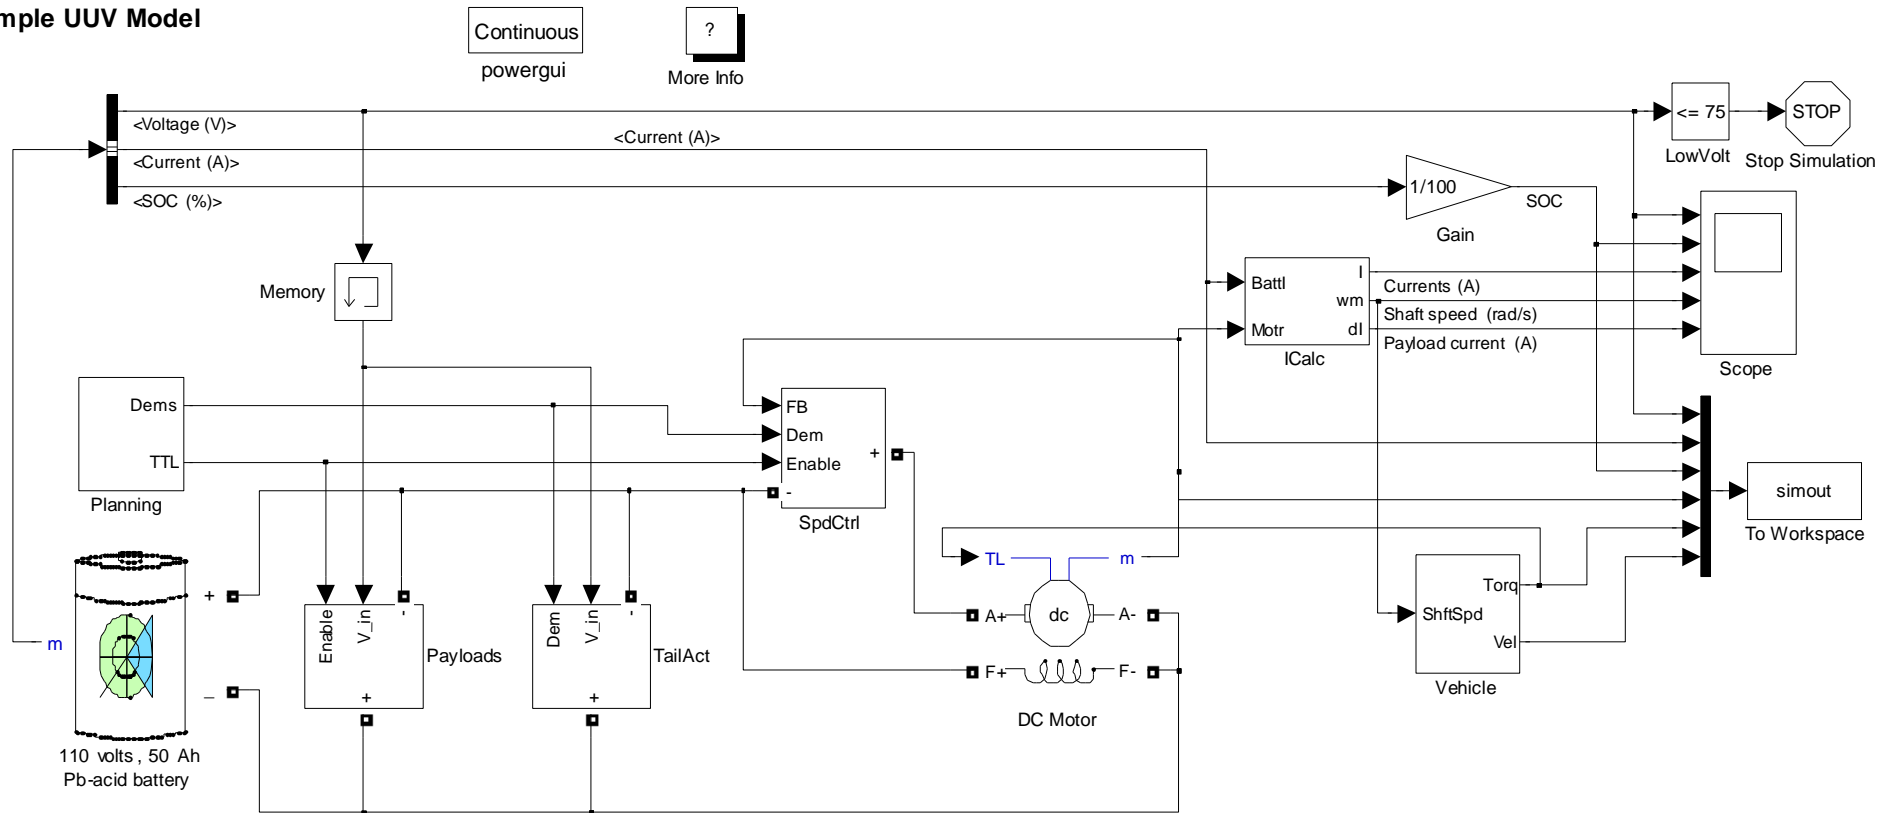 mple UUV Model
Continuous
powergui
?
More Info
<Voltage (V)>
<Current (A)>
<SOC (%)>
<Current (A)>
<= 75
LowVolt
STOP
Stop Simulation
1/100
Gain
SOC
Scope
Memory
BattI
Motr
I
wm
dI
ICalc
Currents (A)
Shaft speed (rad/s)
Payload current (A)
Dems
TTL
Planning
FB
Dem
Enable
-
+
SpdCtrl
simout
To Workspace
m
+
_
110 volts, 50 Ah
Pb-acid battery
Enable
V_in
-
+
Payloads
Dem
V_in
-
+
TailAct
TL
m
A+
dc
A-
F+
F-
DC Motor
ShftSpd
Torq
Vel
Vehicle